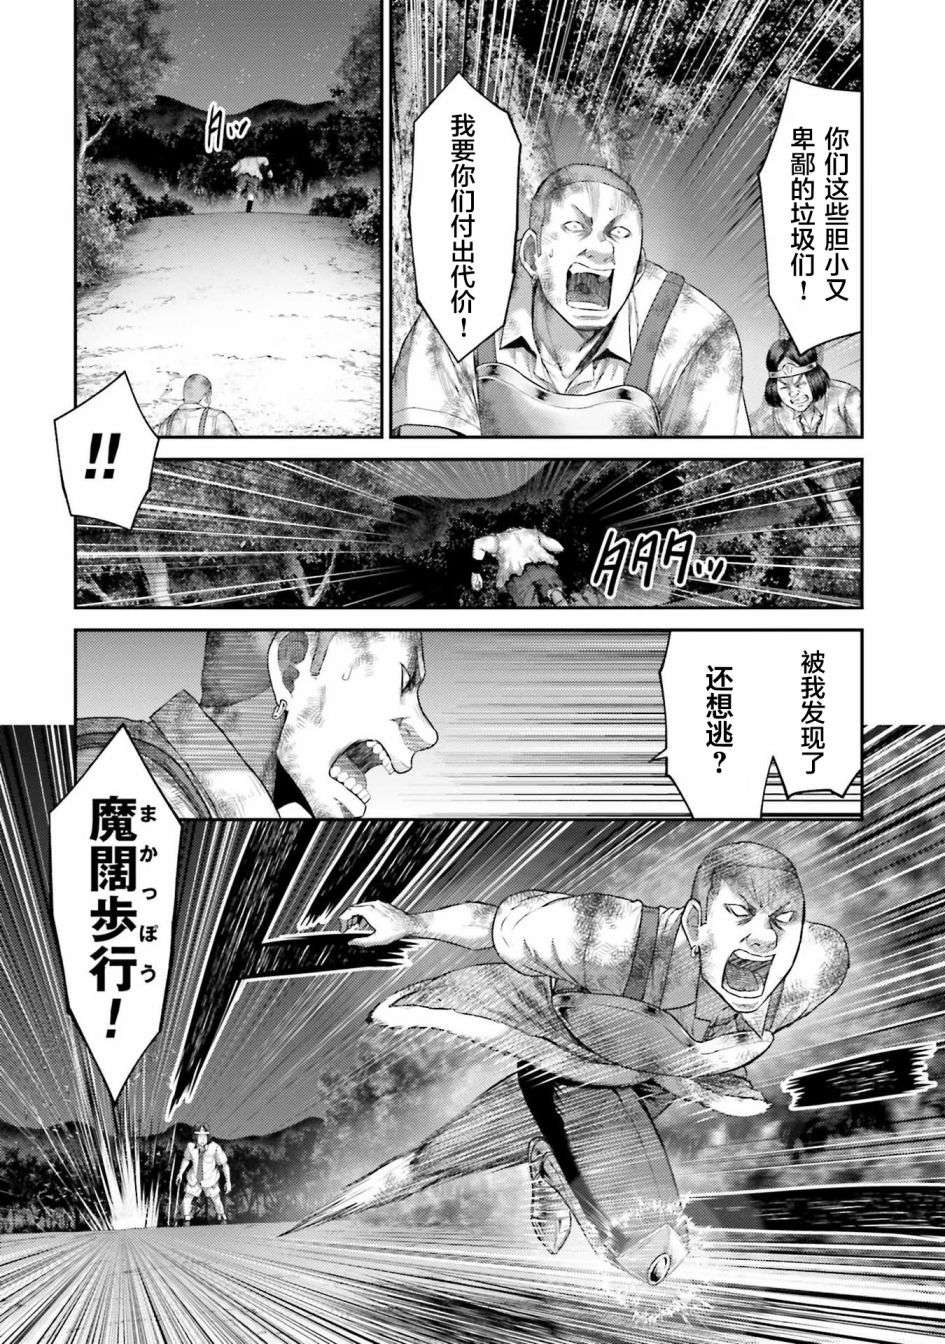 你们这些胆小又
卑鄙的垃圾们！
我要你们付出代价！
タッ
!!
タタタッ
被我发现了
还想逃？
魔闊歩行！
まかっぽう